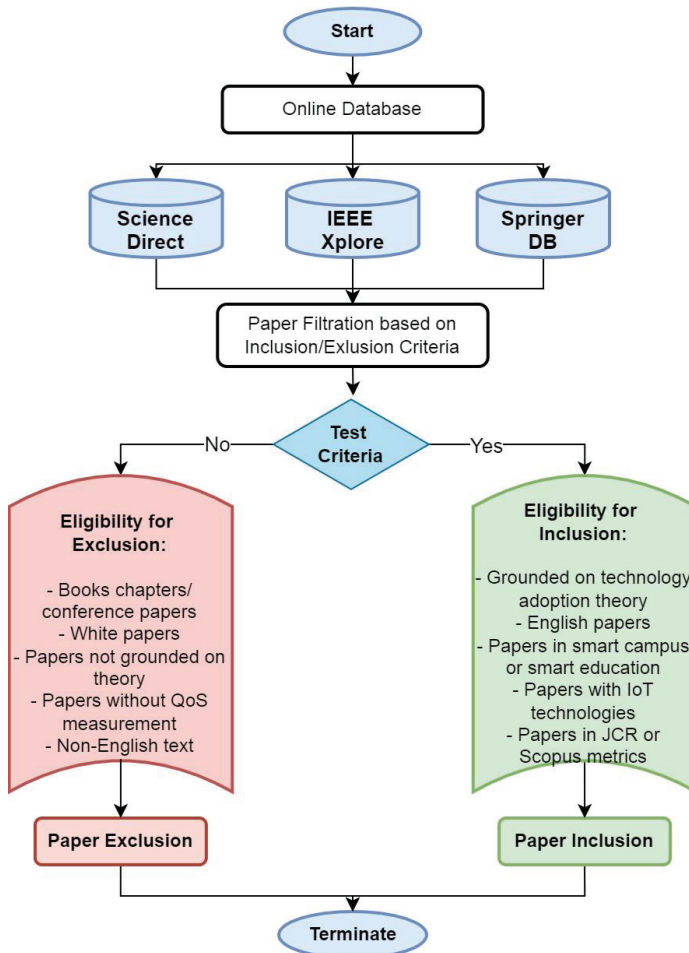 Start
Online Database
Science
Direct
IEEE
Xplore
Springer
DB
Paper Filtration based on
Inclusion/Exlusion Criteria
Test
Criteria
No
Yes
Eligibility for
Exclusion:
- Books chapters/
conference papers
- White papers
- Papers not grounded on
theory
- Papers without QoS
measurement
- Non-English text
Eligibility for
Inclusion:
- Grounded on technology
adoption theory
- English papers
- Papers in smart campus
or smart education
- Papers with IoT
technologies
- Papers in JCR or
Scopus metrics
Paper Exclusion
Paper Inclusion
Terminate